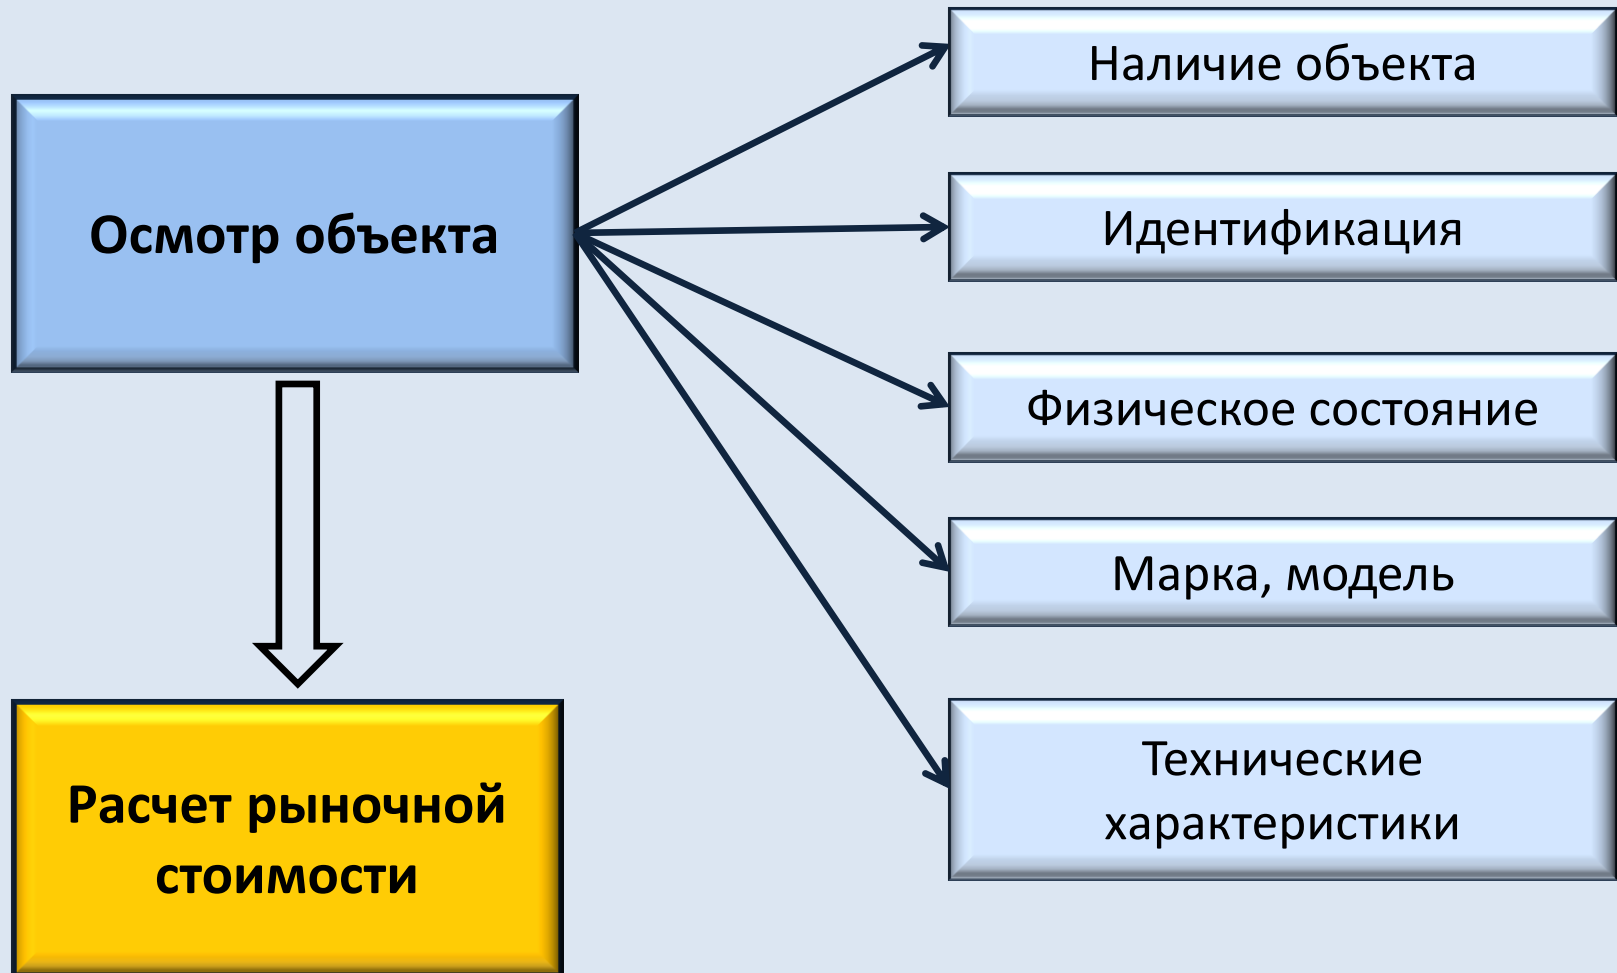 Осмотр объекта
Расчет рыночной
стоимости
Наличие объекта
Идентификация
Физическое состояние
Марка, модель
Технические
характеристики